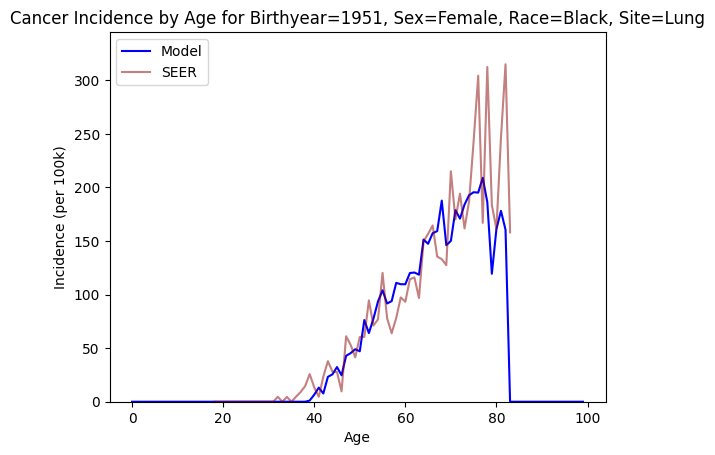 Cancer Incidence by Age for Birthyear=1951, Sex=Female, Race=Black, Site=Lung
Model
SEER
Incidence (per 100k)
300
250
200
150
100
50
0
0 20 40 60 80 100
Age